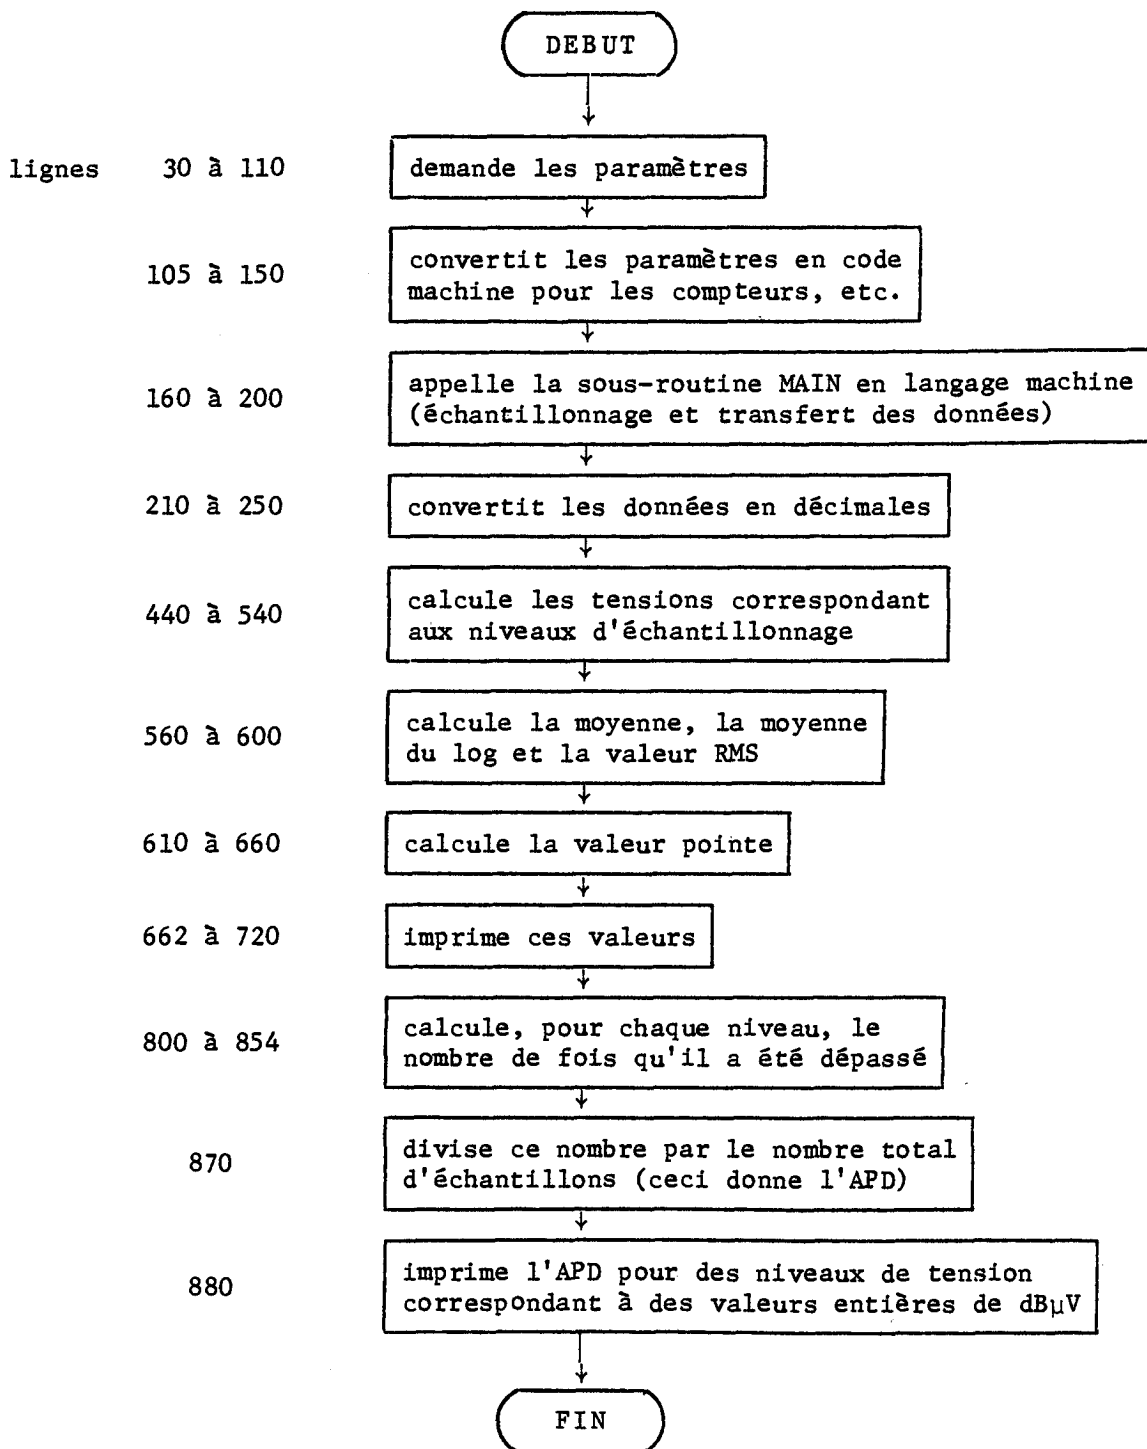 DEBUT
lignes 30 à 110
demande les paramètres
105 à 150
convertit les paramètres en code
machine pour les compteurs, etc.
160 à 200
appelle la sous-routine MAIN en langage machine
(échantillonnage et transfert des données)
210 à 250
convertit les données en décimales
440 à 540
calcule les tensions correspondant
aux niveaux d'échantillonnage
560 à 600
calcule la moyenne, la moyenne
du log et la valeur RMS
610 à 660
calcule la valeur pointe
662 à 720
imprime ces valeurs
800 à 854
calcule, pour chaque niveau, le
nombre de fois qu'il a été dépassé
870
divise ce nombre par le nombre total
d'échantillons (ceci donne l'APD)
880
imprime l'APD pour des niveaux de tension
correspondant à des valeurs entières de dBµV
FIN